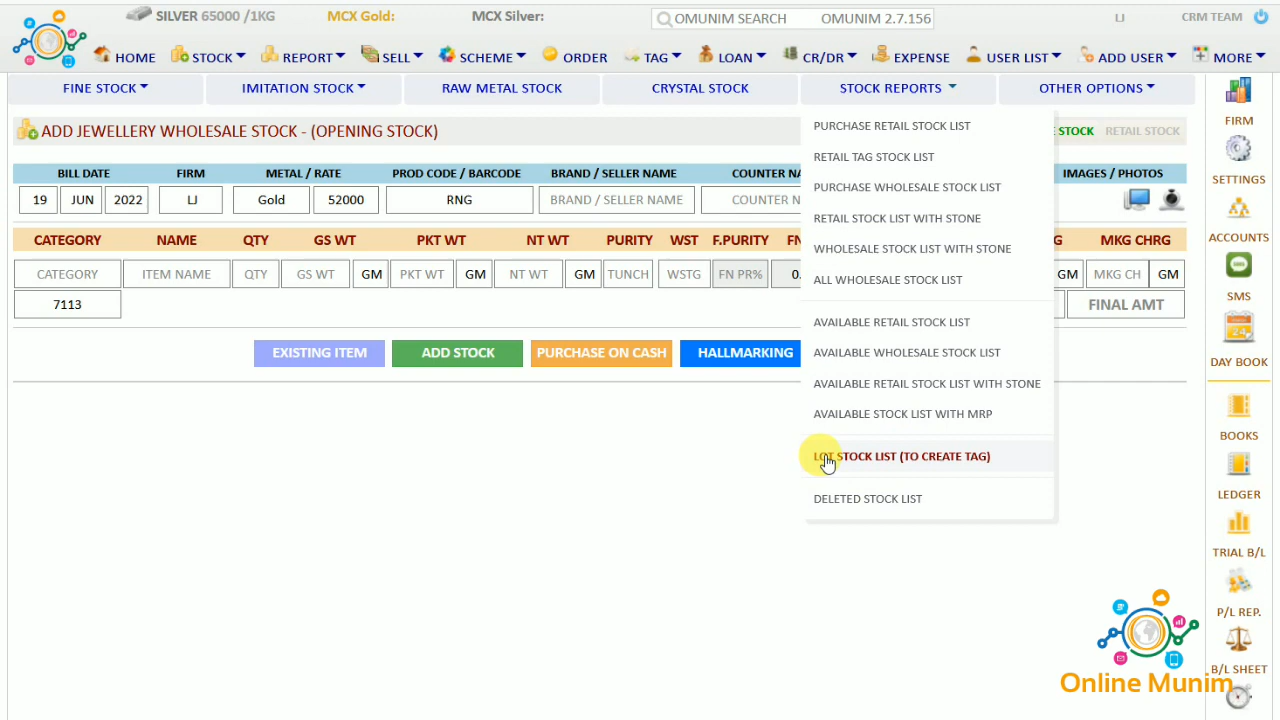 SILVER 65000 /1KG MCX Gold: MCX Silver: OMUNIM SEARCH OMUNIM 2.7.156 LJ CRM TEAM
HOME STOCK REPORT SELL SCHEME ORDER TAG LOAN CR/DR EXPENSE USER LIST ADD USER MORE
FINE STOCK IMITATION STOCK RAW METAL STOCK CRYSTAL STOCK STOCK REPORTS OTHER OPTIONS
ADD JEWELLERY WHOLESALE STOCK - (OPENING STOCK) E STOCK RETAIL STOCK
BILL DATE FIRM METAL / RATE PROD CODE / BARCODE BRAND / SELLER NAME COUNTER NA IMAGES / PHOTOS
19 JUN 2022 LJ Gold 52000 RNG BRAND / SELLER NAME COUNTER N
CATEGORY NAME QTY GS WT PKT WT NT WT PURITY WST F.PURITY FN G MKG CHRG
CATEGORY ITEM NAME QTY GS WT GM PKT WT GM NT WT GM TUNCH WSTG FN PR% 0. GM MKG CH GM
7113 FINAL AMT
EXISTING ITEM ADD STOCK PURCHASE ON CASH HALLMARKING
PURCHASE RETAIL STOCK LIST
RETAIL TAG STOCK LIST
PURCHASE WHOLESALE STOCK LIST
RETAIL STOCK LIST WITH STONE
WHOLESALE STOCK LIST WITH STONE
ALL WHOLESALE STOCK LIST
AVAILABLE RETAIL STOCK LIST
AVAILABLE WHOLESALE STOCK LIST
AVAILABLE RETAIL STOCK LIST WITH STONE
AVAILABLE STOCK LIST WITH MRP
LOT STOCK LIST (TO CREATE TAG)
DELETED STOCK LIST
FIRM
SETTINGS
ACCOUNTS
SMS
DAY BOOK
BOOKS
LEDGER
TRIAL B/L
P/L REP.
B/L SHEET
Online Munim